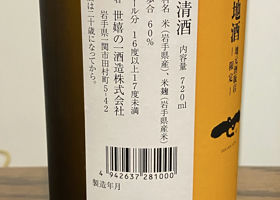 地酒
清酒
内容量 720ml
米(岩手県産)、米麹(岩手県産米)
歩合 60%
ール分 16度以上17度未満
世嬉の一酒造株式会社
岩手県一関市田村町5-42
は二十歳になってから。
製造年月
4 942637 281000